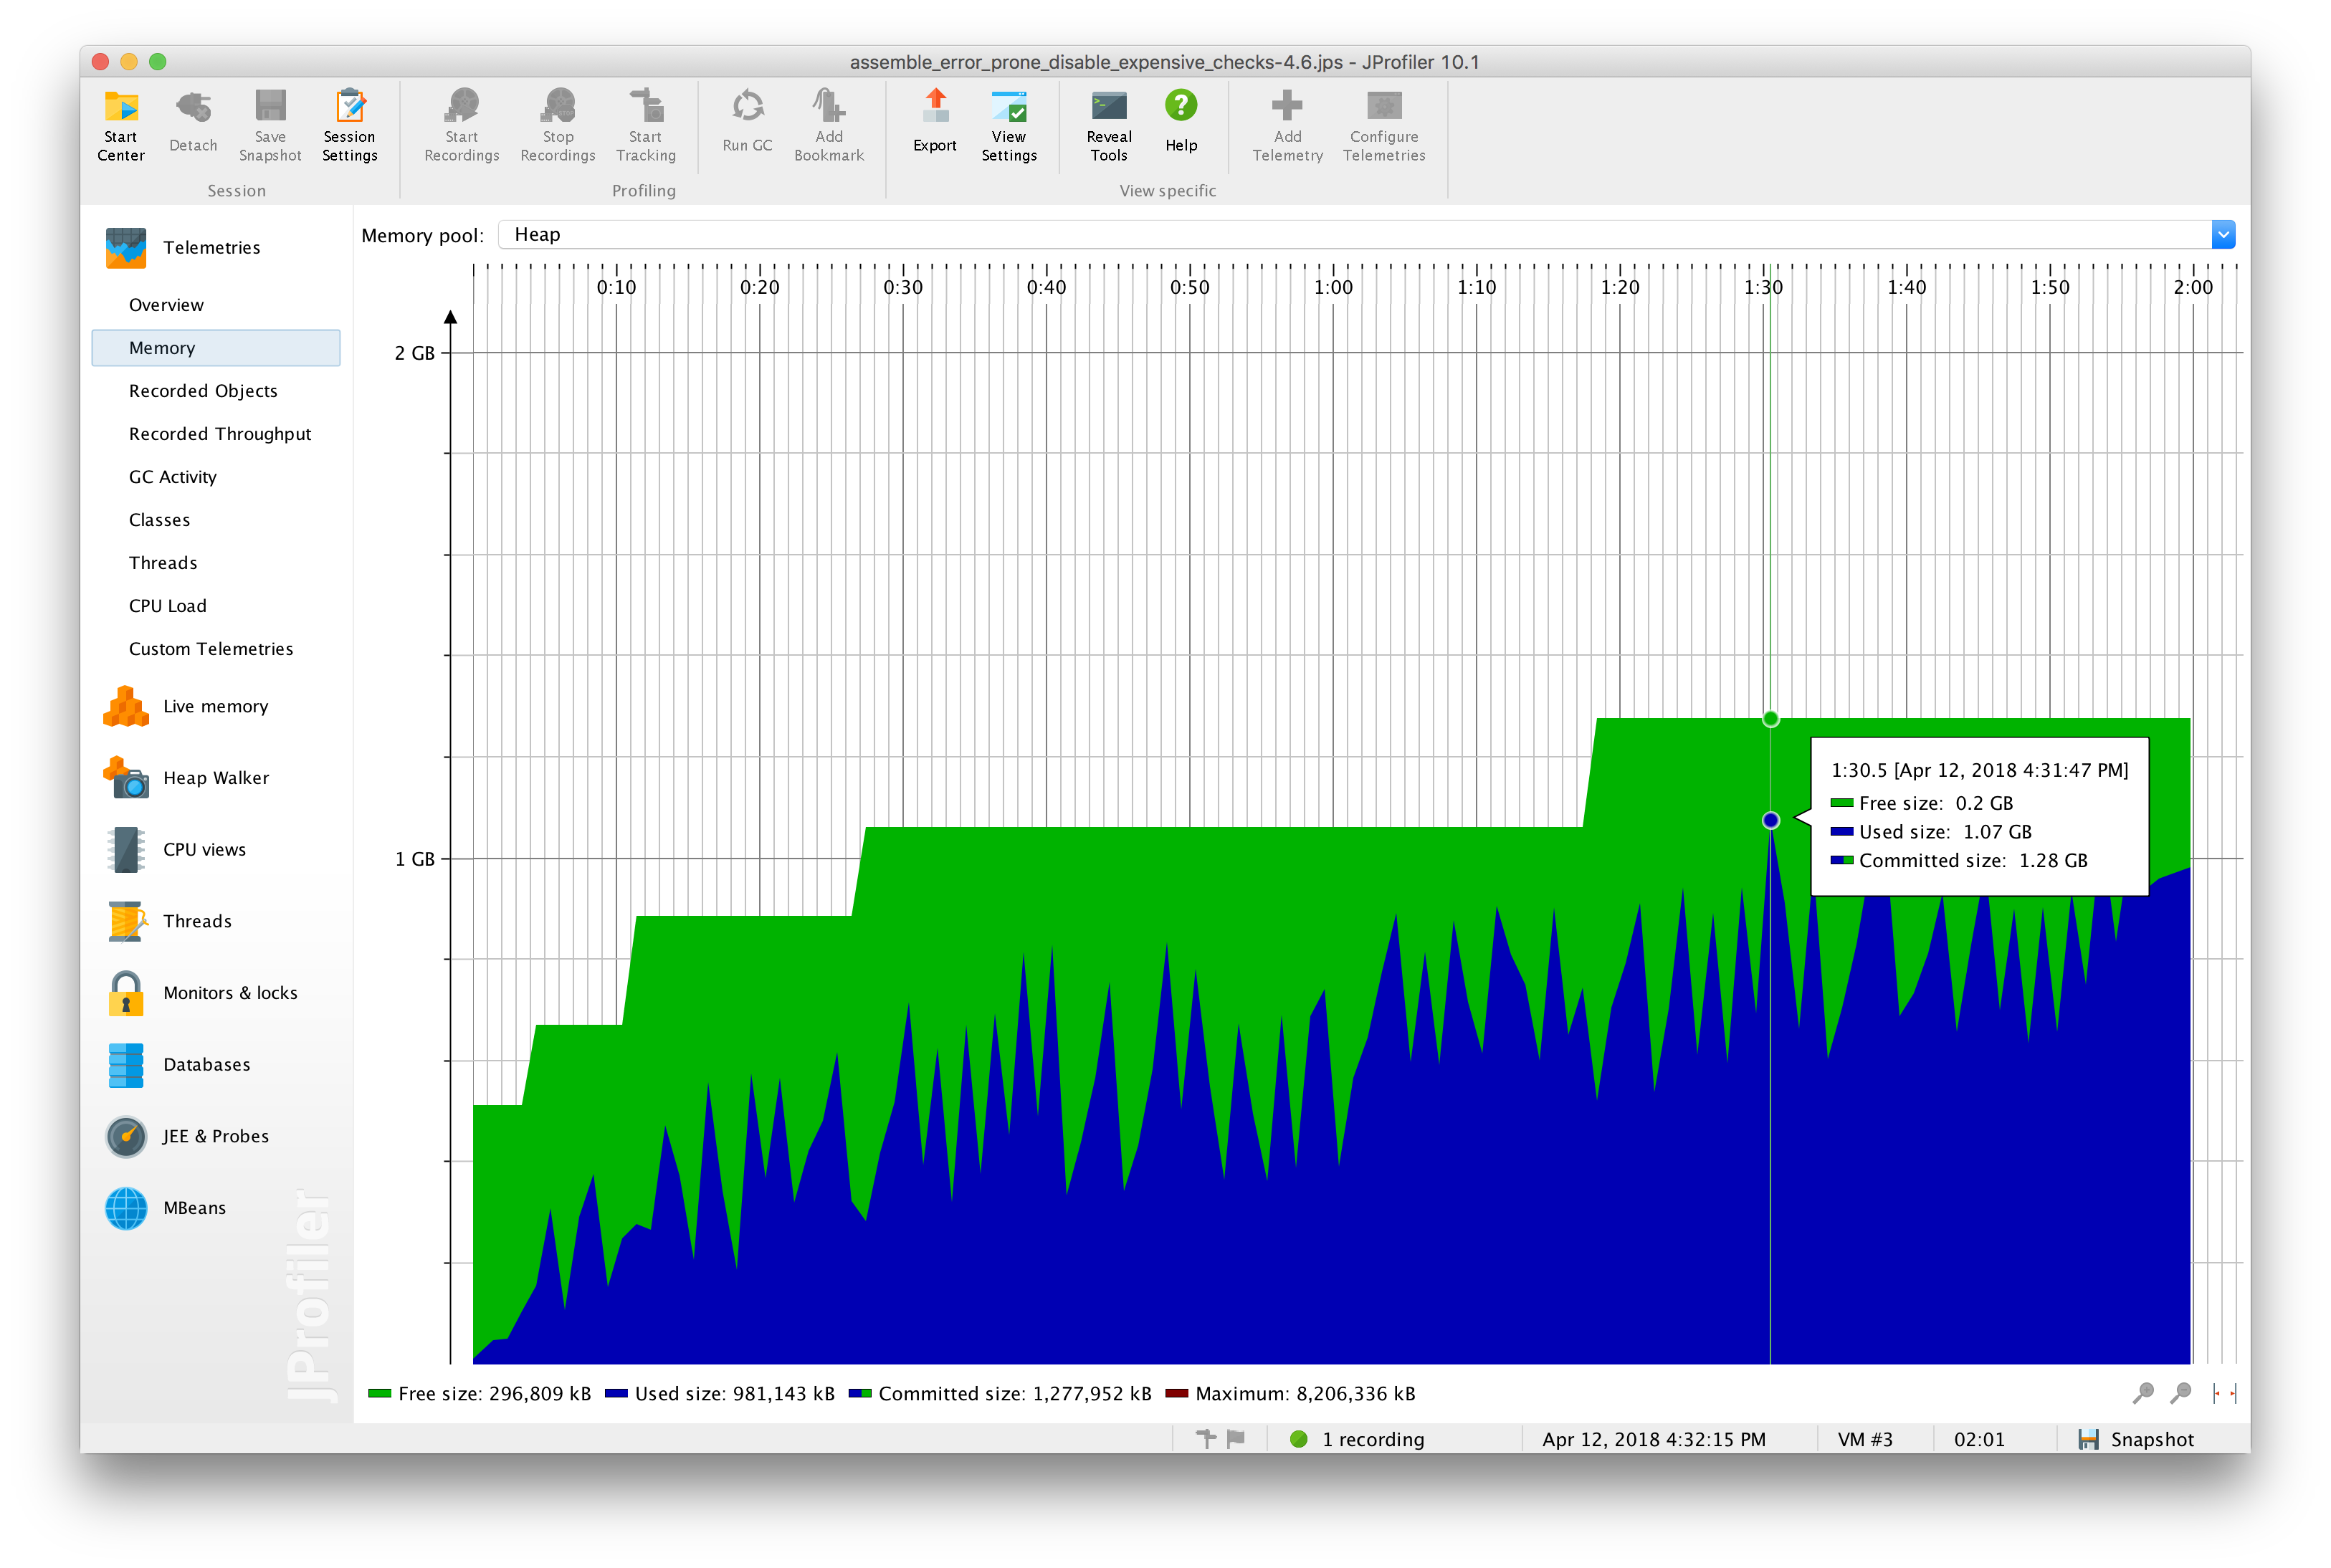 assemble_error_prone_disable_expensive_checks-4.6.jps - JProfiler 10.1
Start Center
Detach
Save Snapshot
Session Settings
Start Recordings
Stop Recordings
Start Tracking
Run GC
Add Bookmark
Export
View Settings
Reveal Tools
Help
Add Telemetry
Configure Telemetries
Session
Profiling
View specific
Telemetries
Overview
Memory
Recorded Objects
Recorded Throughput
GC Activity
Classes
Threads
CPU Load
Custom Telemetries
Live memory
Heap Walker
CPU views
Threads
Monitors & locks
Databases
JEE & Probes
MBeans
JProfiler
Memory pool: Heap
0:10 0:20 0:30 0:40 0:50 1:00 1:10 1:20 1:30 1:40 1:50 2:00
2 GB
1 GB
1:30.5 [Apr 12, 2018 4:31:47 PM]
Free size: 0.2 GB
Used size: 1.07 GB
Committed size: 1.28 GB
Free size: 296,809 kB Used size: 981,143 kB Committed size: 1,277,952 kB Maximum: 8,206,336 kB
1 recording Apr 12, 2018 4:32:15 PM VM #3 02:01 Snapshot